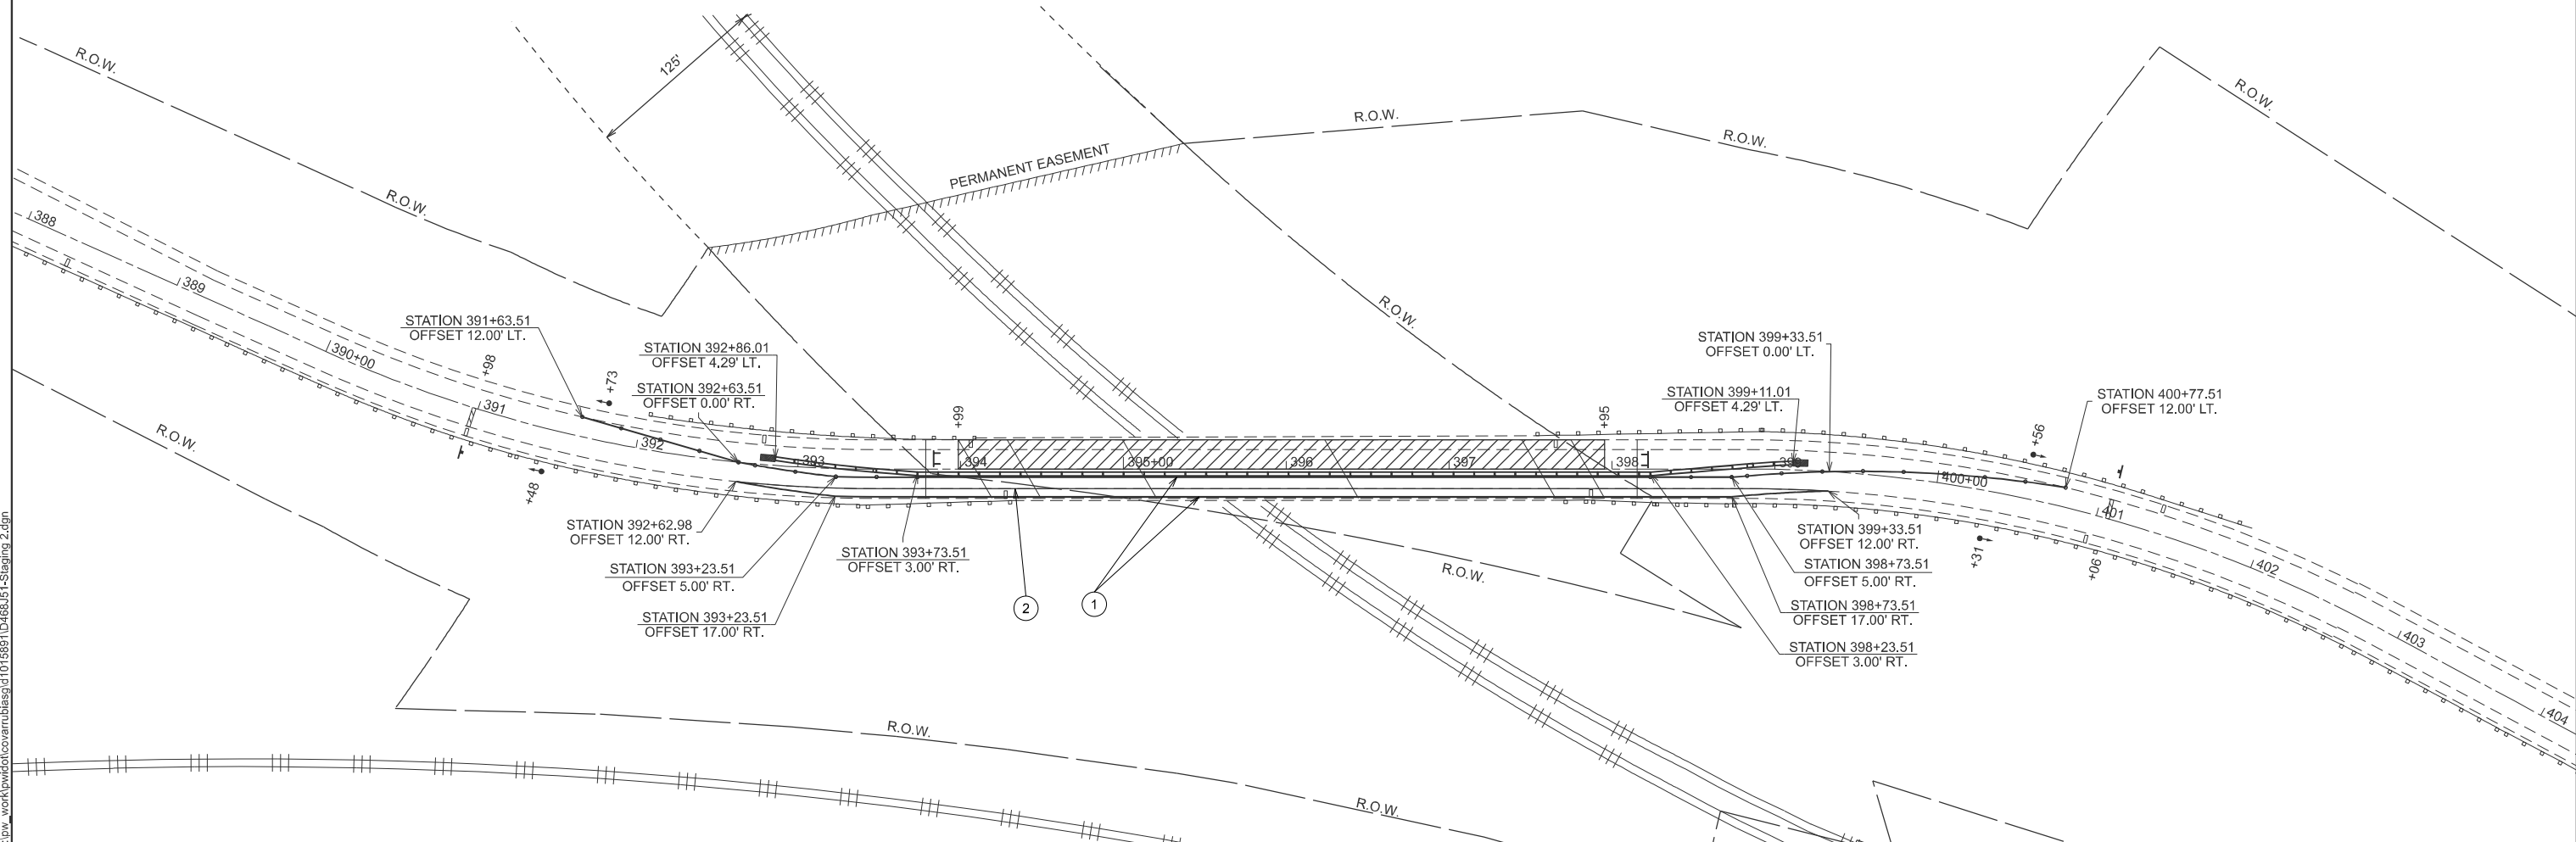 R.O.W.
125'
R.O.W.
R.O.W.
R.O.W.
R.O.W.
PERMANENT EASEMENT
R.O.W.
388
389
390+00
391
392
393
394
395+00
396
397
398
399
400+00
401
402
403
404
R.O.W.
STATION 391+63.51
OFFSET 12.00' LT.
+98
+73
STATION 392+86.01
OFFSET 4.29' LT.
STATION 392+63.51
OFFSET 0.00' RT.
+99
+95
STATION 399+33.51
OFFSET 0.00' LT.
STATION 399+11.01
OFFSET 4.29' LT.
STATION 400+77.51
OFFSET 12.00' LT.
+56
R.O.W.
+48
STATION 392+62.98
OFFSET 12.00' RT.
STATION 393+73.51
OFFSET 3.00' RT.
STATION 393+23.51
OFFSET 5.00' RT.
STATION 393+23.51
OFFSET 17.00' RT.
2
1
R.O.W.
STATION 399+33.51
OFFSET 12.00' RT.
+31
+06
STATION 398+73.51
OFFSET 5.00' RT.
STATION 398+73.51
OFFSET 17.00' RT.
STATION 398+23.51
OFFSET 3.00' RT.
R.O.W.
R.O.W.